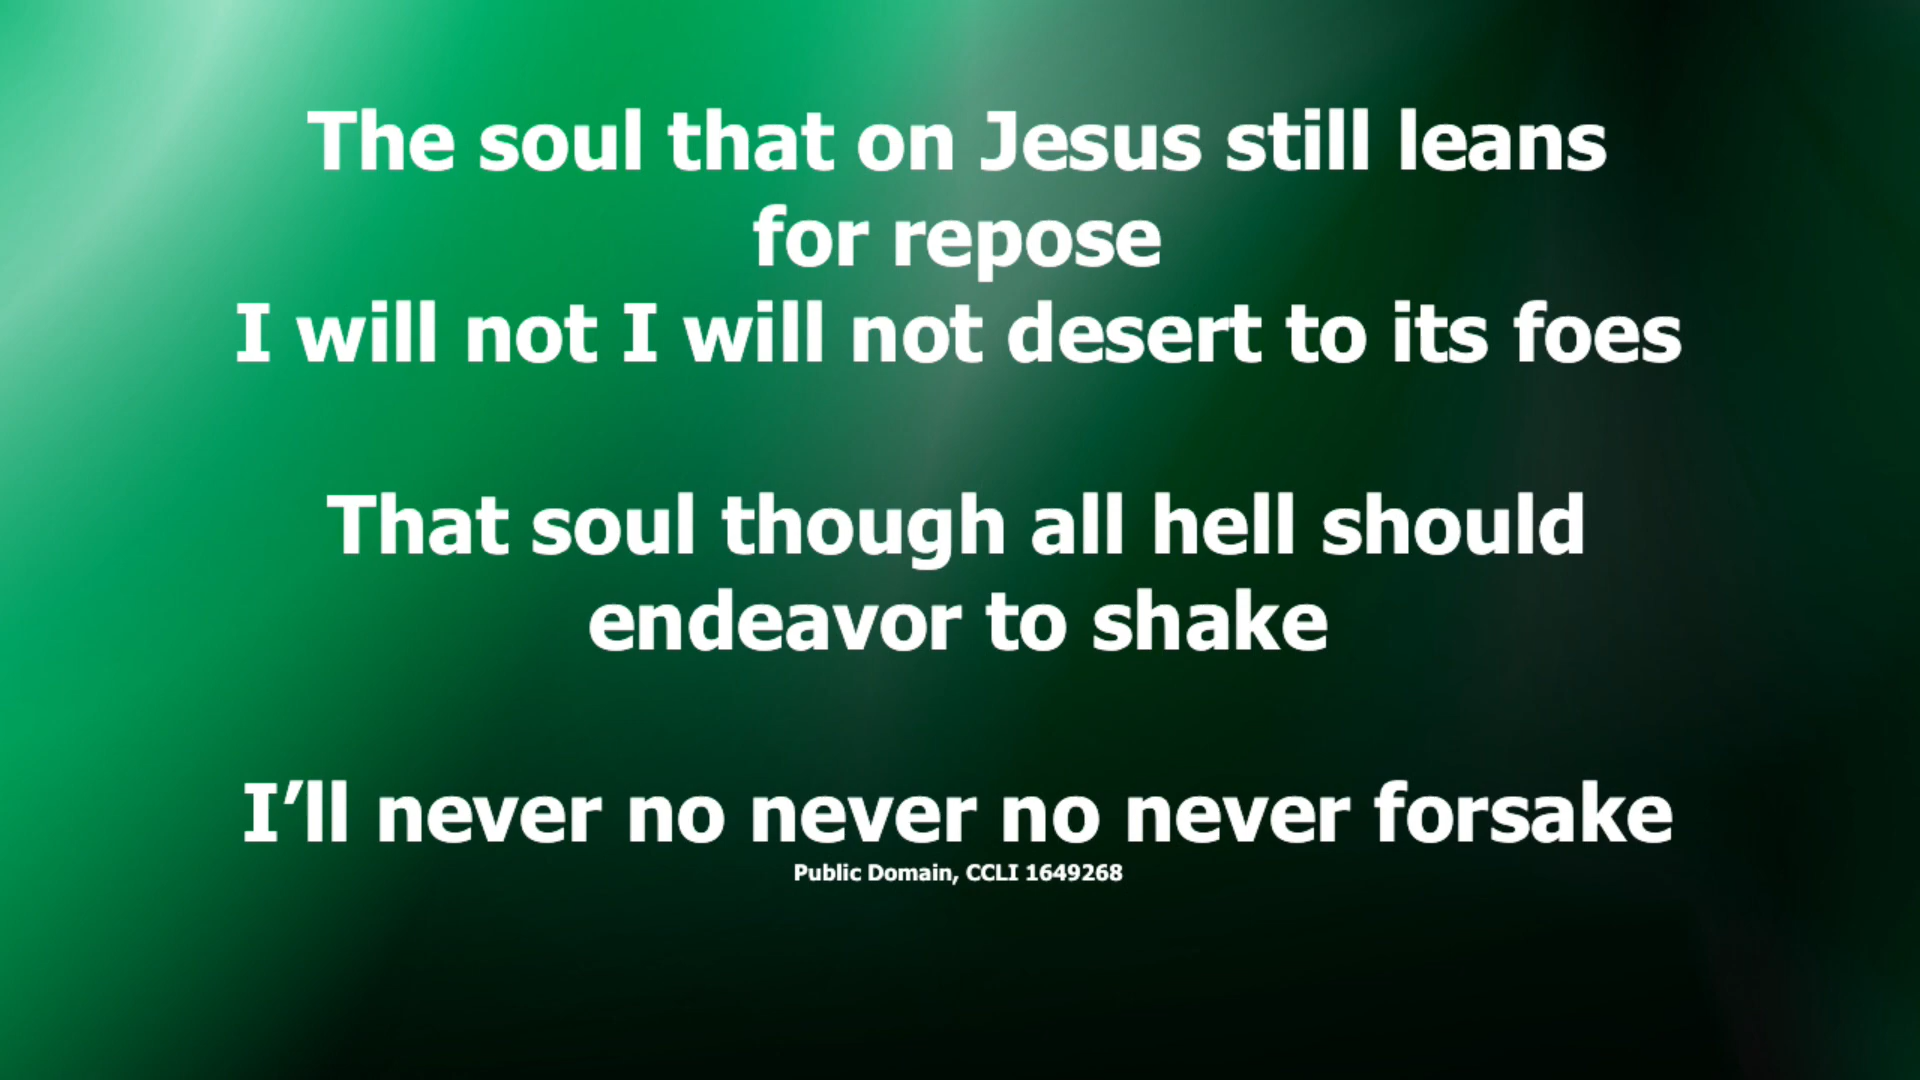 The soul that on Jesus still leans
for repose
I will not I will not desert to its foes
That soul though all hell should
endeavor to shake
I’ll never no never no never forsake
Public Domain, CCLI 1649268